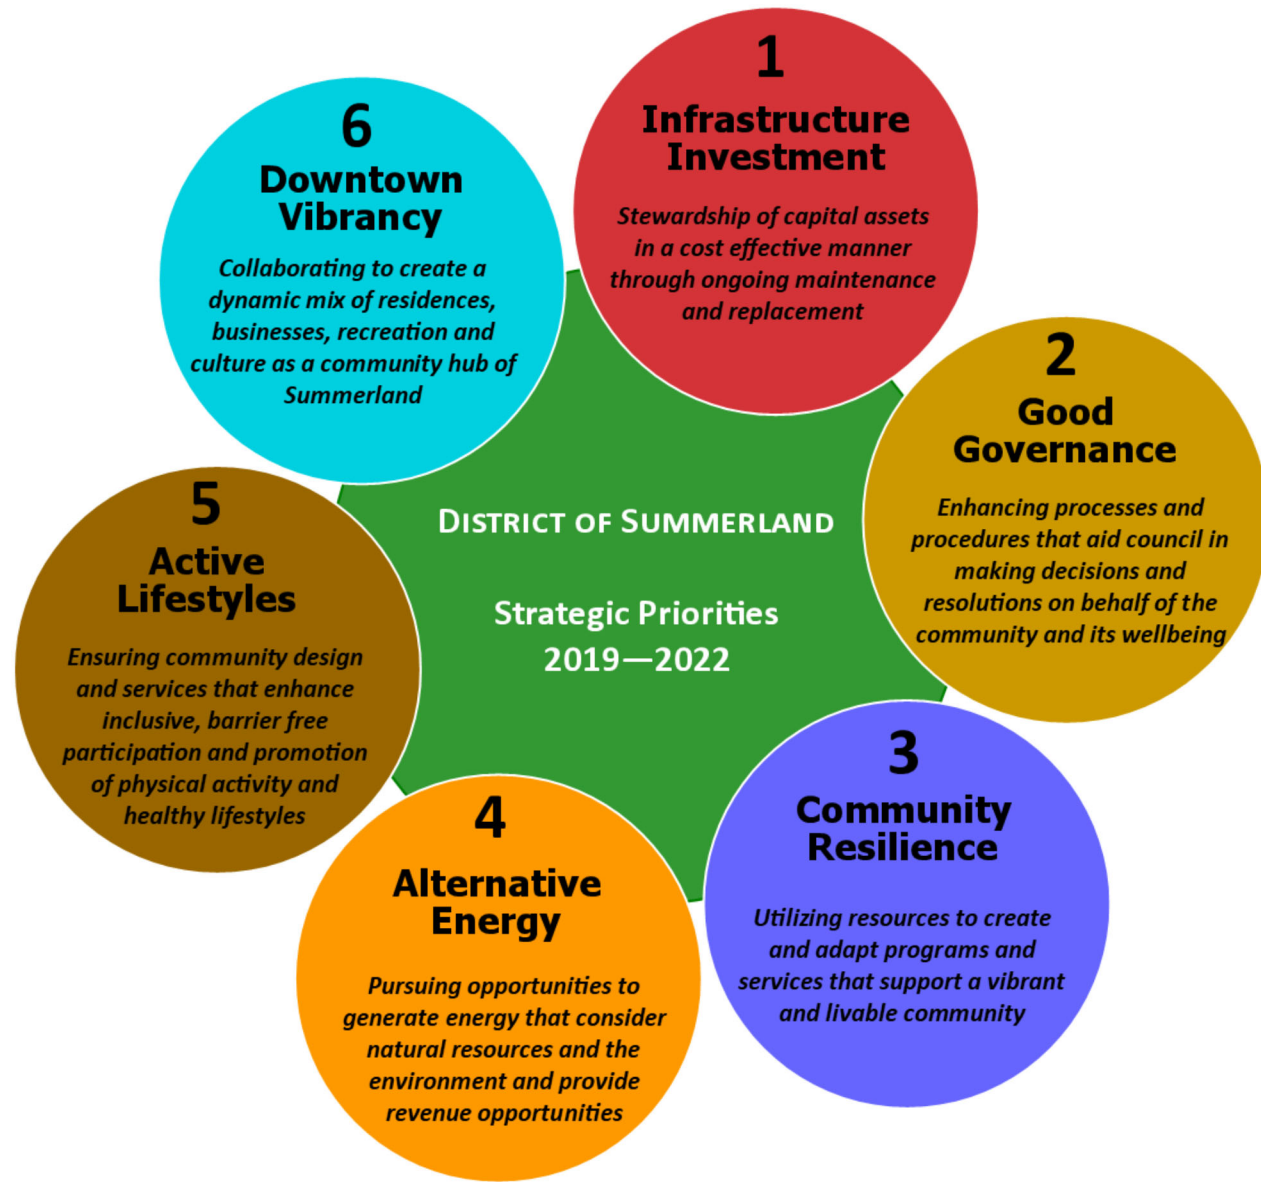 1
Infrastructure
Investment
Stewardship of capital assets
in a cost effective manner
through ongoing maintenance
and replacement
2
Good
Governance
Enhancing processes and
procedures that aid council in
making decisions and
resolutions on behalf of the
community and its wellbeing
3
Community
Resilience
Utilizing resources to create
and adapt programs and
services that support a vibrant
and livable community
4
Alternative
Energy
Pursuing opportunities to
generate energy that consider
natural resources and the
environment and provide
revenue opportunities
5
Active
Lifestyles
Ensuring community design
and services that enhance
inclusive, barrier free
participation and promotion
of physical activity and
healthy lifestyles
6
Downtown
Vibrancy
Collaborating to create a
dynamic mix of residences,
businesses, recreation and
culture as a community hub of
Summerland
DISTRICT OF SUMMERLAND
Strategic Priorities
2019—2022